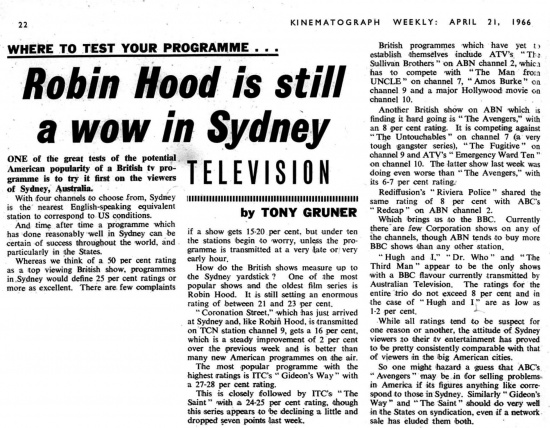 22
KINEMATOGRAPH WEEKLY: APRIL 21, 1966
WHERE TO TEST YOUR PROGRAMME . . .
Robin Hood is still
a wow in Sydney
TELEVISION
by TONY GRUNER
ONE of the great tests of the potential
American popularity of a British tv pro-
gramme is to try it first on the viewers
of Sydney, Australia.
With four channels to choose from, Sydney
is the nearest English-speaking equivalent
station to correspond to US conditions.
And time after time a programme which
has done reasonably well in Sydney can be
certain of success throughout the world, and
particularly in the States.
Whereas we think of a 50 per cent rating
as a top viewing British show, programmes
in Sydney would define 25 per cent ratings or
more as excellent. There are few complaints
if a show gets 15-20 per cent, but under ten
the stations begin to worry, unless the pro-
gramme is transmitted at a very late or very
early hour.
How do the British shows measure up to
the Sydney yardstick? One of the most
popular shows and the oldest film series is
Robin Hood. It is still setting an enormous
rating of between 21 and 23 per cent.
"Coronation Street," which has just arrived
at Sydney and, like Robin Hood, is transmitted
on TCN station channel 9, gets a 16 per cent,
which is a steady improvement of 2 per cent
over the previous week and is better than
many new American programmes on the air.
The most popular programme with the
highest ratings is ITC's "Gideon's Way" with
a 27-28 per cent rating.
This is closely followed by ITC's "The
Saint" with a 24-25 per cent rating, though
this series appears to be declining a little and
dropped seven points last week.
British programmes which have yet to
establish themselves include ATV's "The
Sullivan Brothers" on ABN channel 2, which
has to compete with "The Man from
UNCLE" on channel 7, "Amos Burke" on
channel 9 and a major Hollywood movie on
channel 10.
Another British show on ABN which is
finding it hard going is "The Avengers," with
an 8 per cent rating. It is competing against
"The Untouchables" on channel 7 (a very
tough gangster series), "The Fugitive" on
channel 9 and ATV's "Emergency Ward Ten"
on channel 10. The latter show last week was
doing even worse than "The Avengers," with
its 6-7 per cent rating.
Rediffusion's "Riviera Police" shared the
same rating of 8 per cent with ABC's
"Redcap" on ABN channel 2.
Which brings us to the BBC. Currently
there are few Corporation shows on any of
the channels, though ABN tends to buy more
BBC shows than any other station.
"Hugh and I," "Dr. Who" and "The
Third Man" appear to be the only shows
with a BBC flavour currently transmitted by
Australian Television. The ratings for the
entire trio do not exceed 8 per cent and in
the case of "Hugh and I," are as low as
1-2 per cent.
While all ratings tend to be suspect for
one reason or another, the attitude of Sydney
viewers to their tv entertainment has proved
to be pretty consistently comparable with that
of viewers in the big American cities.
So one might hazard a guess that ABC's
"Avengers" may be in for selling problems
in America if its figures anything like corre-
spond to those in Sydney. Similarly "Gideon's
Way" and "The Saint" should do very well
in the States on syndication, even if a network
sale has eluded them both.